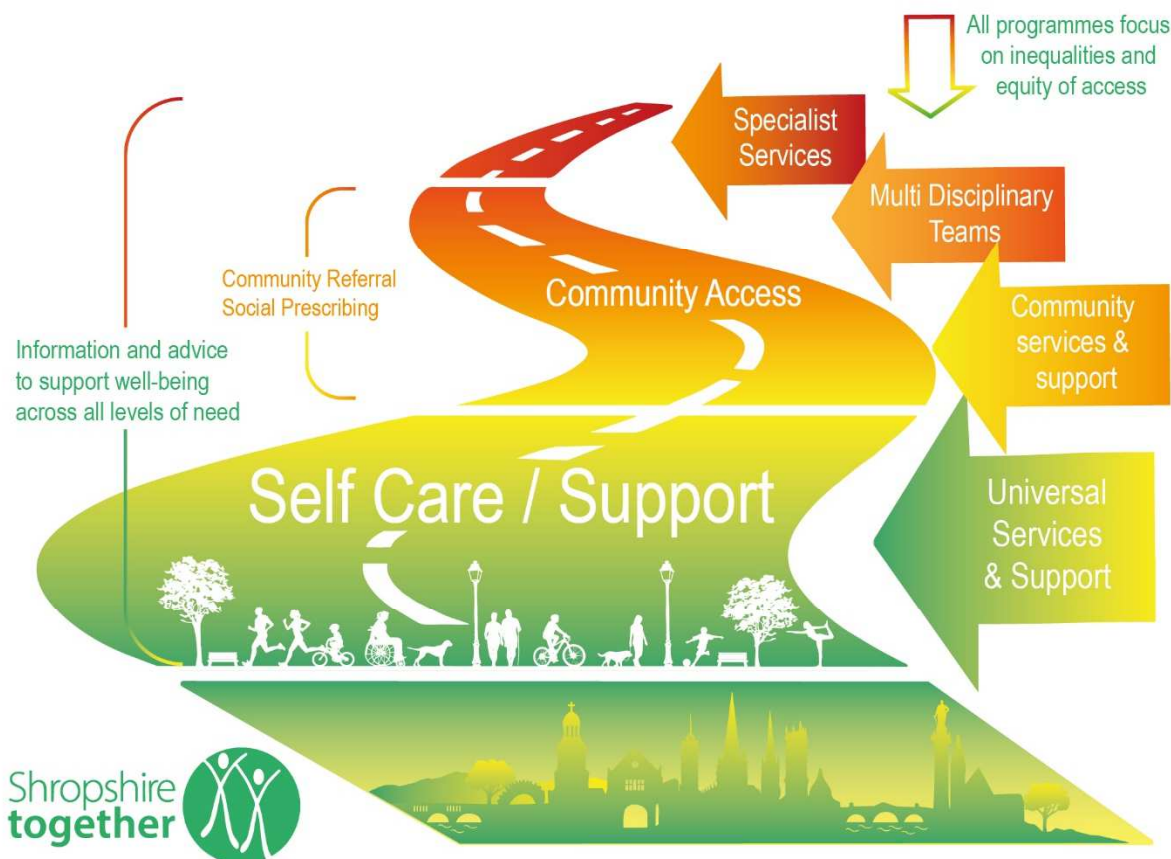 All programmes focus
on inequalities and
equity of access
Specialist
Services
Multi Disciplinary
Teams
Community Referral
Social Prescribing
Community Access
Community
services &
support
Information and advice
to support well-being
across all levels of need
Self Care / Support
Universal
Services
& Support
Shropshire
together